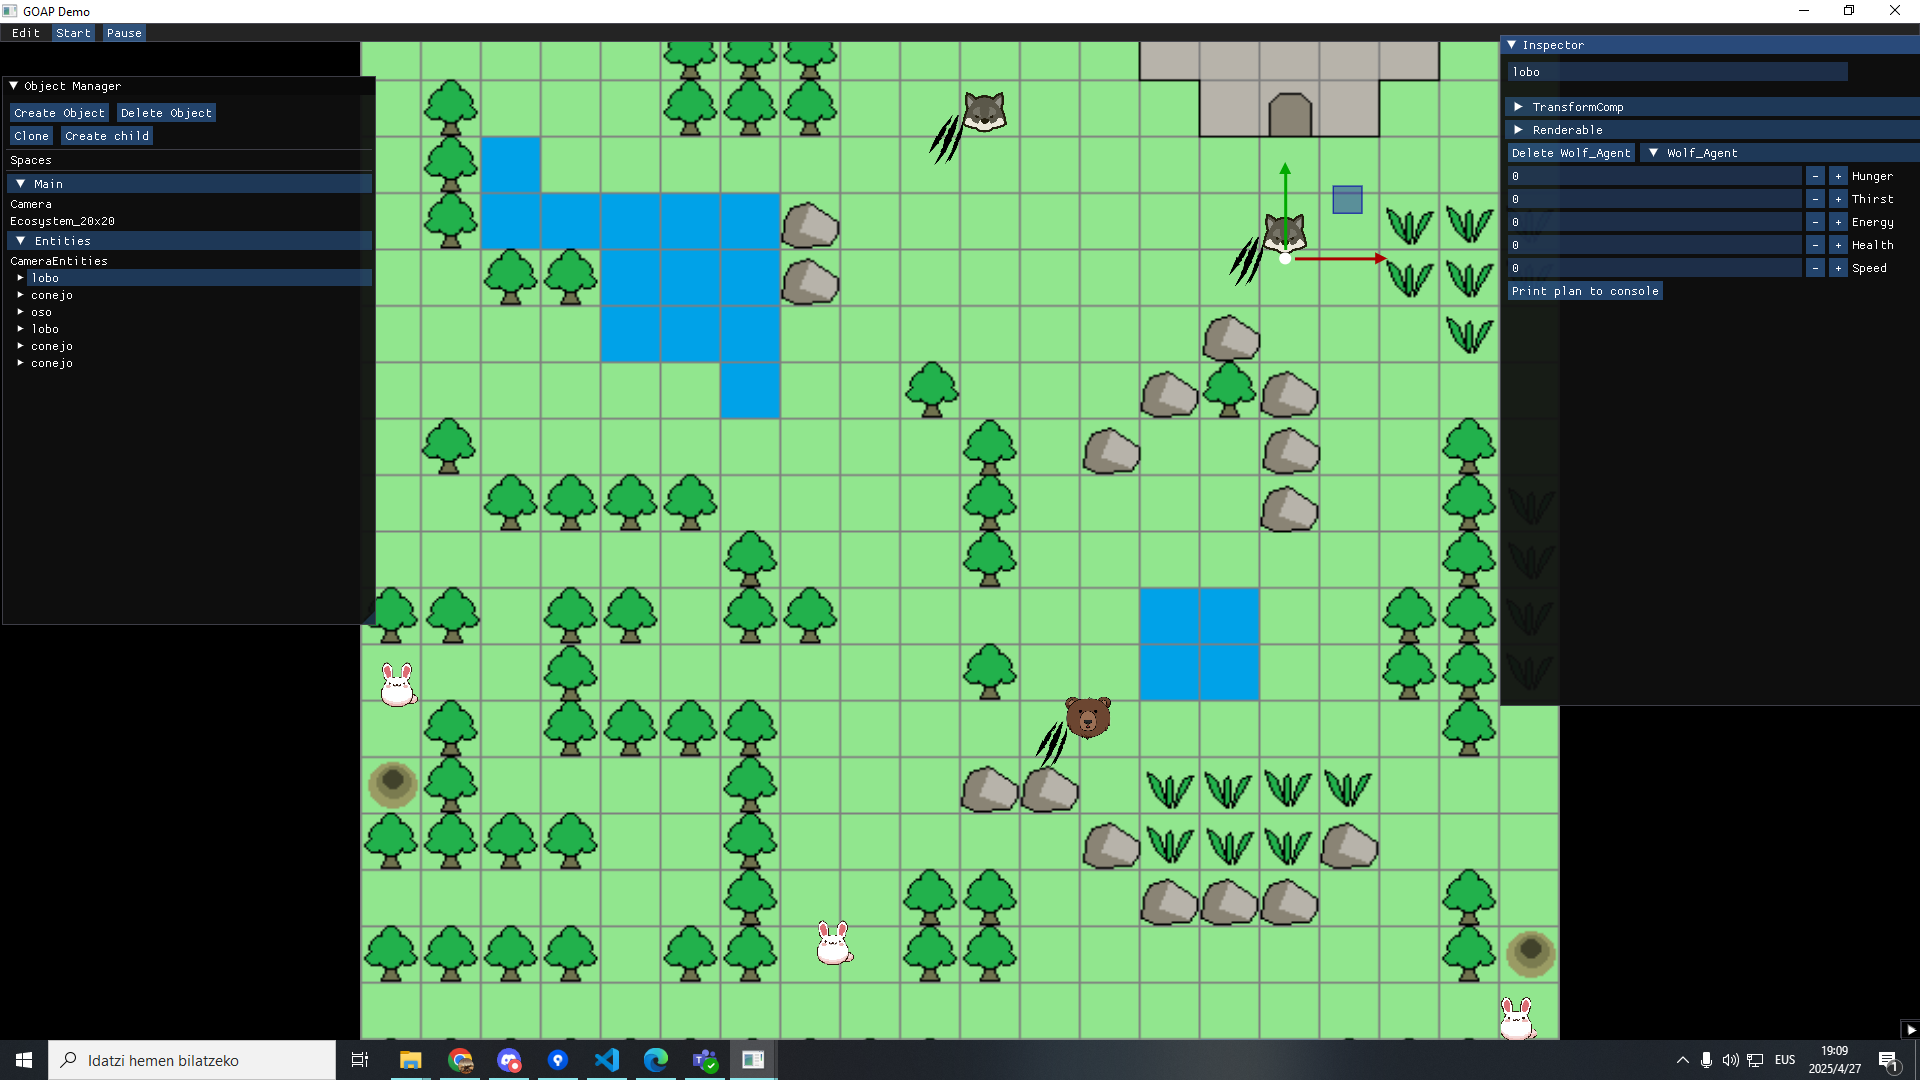 GOAP Demo
Edit Start Pause
Object Manager
Create Object Delete Object
Clone Create child
Spaces
Main
Camera
Ecosystem_20x20
Entities
CameraEntities
lobo
conejo
oso
lobo
conejo
conejo
Inspector
lobo
TransformComp
Renderable
Delete Wolf_Agent Wolf_Agent
0 - + Hunger
0 - + Thirst
0 - + Energy
0 - + Health
0 - + Speed
Print plan to console
Idatzi hemen bilatzeko
EUS
19:09
2025/4/27
1